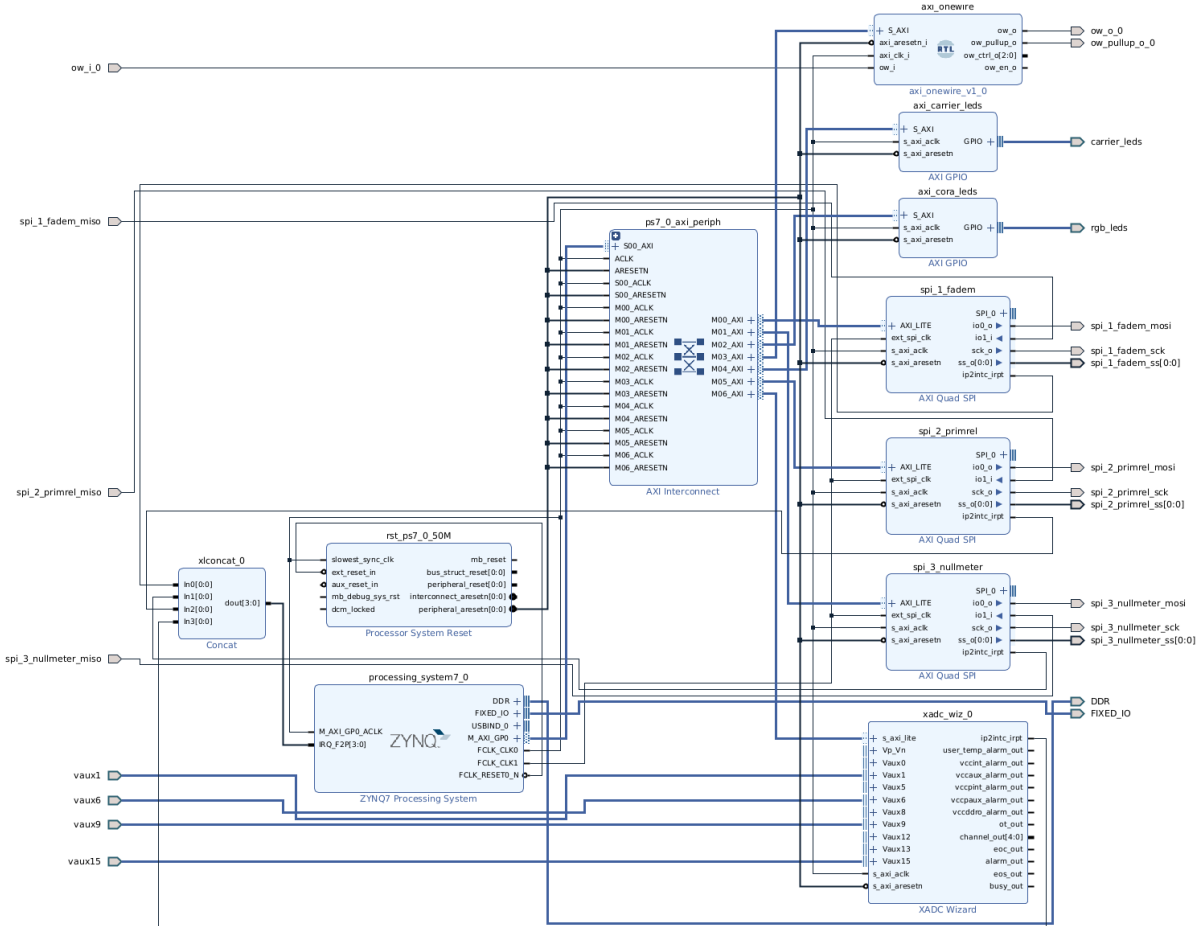 axi_onewire
S_AXI
axi_aresetn_i
axi_clk_i
ow_i
RTL
ow_o
ow_pullup_o
ow_ctrl_o[2:0]
ow_en_o
axi_onewire_v1_0
ow_o_0
ow_pullup_o_0
ow_i_0
axi_carrier_leds
S_AXI
s_axi_aclk
s_axi_aresetn
GPIO
AXI GPIO
carrier_leds
axi_cora_leds
S_AXI
s_axi_aclk
s_axi_aresetn
GPIO
AXI GPIO
rgb_leds
spi_1_fadem_miso
ps7_0_axi_periph
S00_AXI
ACLK
ARESETN
S00_ACLK
S00_ARESETN
M00_ACLK
M00_ARESETN
M01_ACLK
M01_ARESETN
M02_ACLK
M02_ARESETN
M03_ACLK
M03_ARESETN
M04_ACLK
M04_ARESETN
M05_ACLK
M05_ARESETN
M06_ACLK
M06_ARESETN
M00_AXI
M01_AXI
M02_AXI
M03_AXI
M04_AXI
M05_AXI
M06_AXI
AXI Interconnect
spi_1_fadem
AXI_LITE
ext_spi_clk
s_axi_aclk
s_axi_aresetn
SPI_0
io0_o
io1_i
sck_o
ss_o[0:0]
ip2intc_irpt
AXI Quad SPI
spi_1_fadem_mosi
spi_1_fadem_sck
spi_1_fadem_ss[0:0]
spi_2_primrel_miso
spi_2_primrel
AXI_LITE
ext_spi_clk
s_axi_aclk
s_axi_aresetn
SPI_0
io0_o
io1_i
sck_o
ss_o[0:0]
ip2intc_irpt
AXI Quad SPI
spi_2_primrel_mosi
spi_2_primrel_sck
spi_2_primrel_ss[0:0]
rst_ps7_0_50M
slowest_sync_clk
ext_reset_in
aux_reset_in
mb_debug_sys_rst
dcm_locked
mb_reset
bus_struct_reset[0:0]
peripheral_reset[0:0]
interconnect_aresetn[0:0]
peripheral_aresetn[0:0]
Processor System Reset
xlconcat_0
In0[0:0]
In1[0:0]
In2[0:0]
In3[0:0]
dout[3:0]
Concat
spi_3_nullmeter_miso
spi_3_nullmeter
AXI_LITE
ext_spi_clk
s_axi_aclk
s_axi_aresetn
SPI_0
io0_o
io1_i
sck_o
ss_o[0:0]
ip2intc_irpt
AXI Quad SPI
spi_3_nullmeter_mosi
spi_3_nullmeter_sck
spi_3_nullmeter_ss[0:0]
processing_system7_0
M_AXI_GP0_ACLK
IRQ_F2P[3:0]
ZYNQ
DDR
FIXED_IO
USBIND_0
M_AXI_GP0
FCLK_CLK0
FCLK_CLK1
FCLK_RESET0_N
ZYNQ7 Processing System
DDR
FIXED_IO
vaux1
vaux6
vaux9
vaux15
xadc_wiz_0
s_axi_lite
Vp_Vn
Vaux0
Vaux1
Vaux5
Vaux6
Vaux8
Vaux9
Vaux12
Vaux13
Vaux15
s_axi_aclk
s_axi_aresetn
ip2intc_irpt
user_temp_alarm_out
vccint_alarm_out
vccaux_alarm_out
vccpint_alarm_out
vccpaux_alarm_out
vccddro_alarm_out
ot_out
channel_out[4:0]
eoc_out
alarm_out
eos_out
busy_out
XADC Wizard